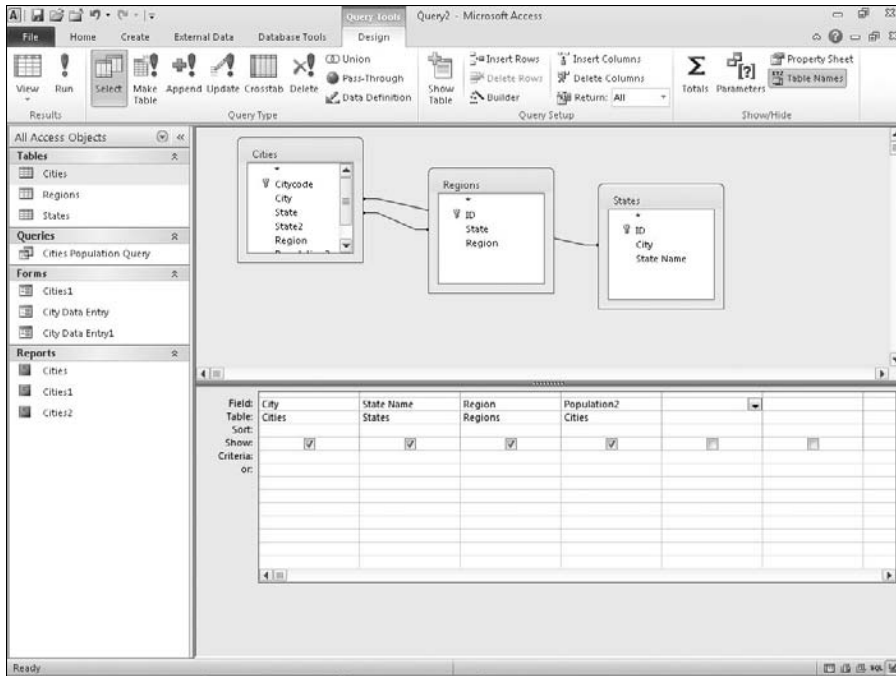 A
Query Tools
Query2 - Microsoft Access
File
Home
Create
External Data
Database Tools
Design
View
Run
Results
Select
Make Table
Append
Update
Crosstab
Delete
Union
Pass-Through
Data Definition
Query Type
Show Table
Insert Rows
Delete Rows
Builder
Insert Columns
Delete Columns
Return: All
Query Setup
Totals
Parameters
Property Sheet
Table Names
Show/Hide
All Access Objects
Tables
Cities
Regions
States
Queries
Cities Population Query
Forms
Cities1
City Data Entry
City Data Entry1
Reports
Cities
Cities1
Cities2
Cities
*
Citycode
City
State
State2
Region
Regions
*
ID
State
Region
States
*
ID
City
State Name
Field: City State Name Region Population2
Table: Cities States Regions Cities
Sort:
Show:
Criteria:
or:
Ready
SQL